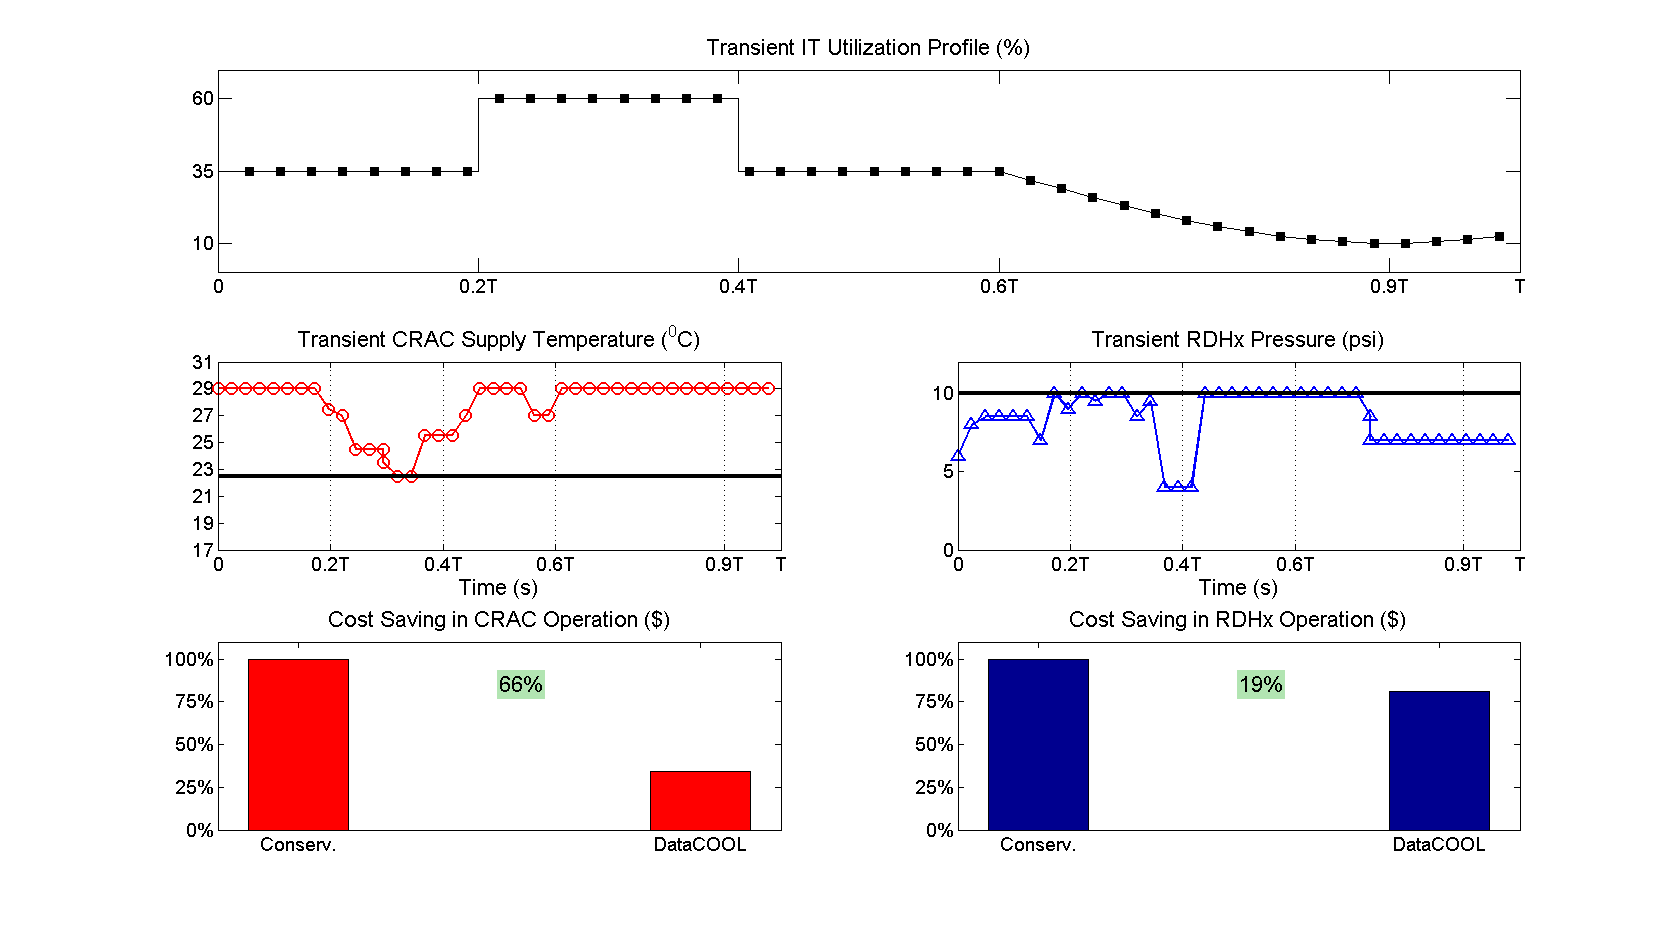 Transient IT Utilization Profile (%)
60
35
10
0 0.2T 0.4T 0.6T 0.9T T
Transient CRAC Supply Temperature (⁰C)
31
29
27
25
23
21
19
17
0 0.2T 0.4T 0.6T 0.9T T
Time (s)
Transient RDHx Pressure (psi)
10
5
0
0 0.2T 0.4T 0.6T 0.9T T
Time (s)
Cost Saving in CRAC Operation ($)
100%
75%
50%
25%
0%
66%
Conserv. DataCOOL
Cost Saving in RDHx Operation ($)
100%
75%
50%
25%
0%
19%
Conserv. DataCOOL